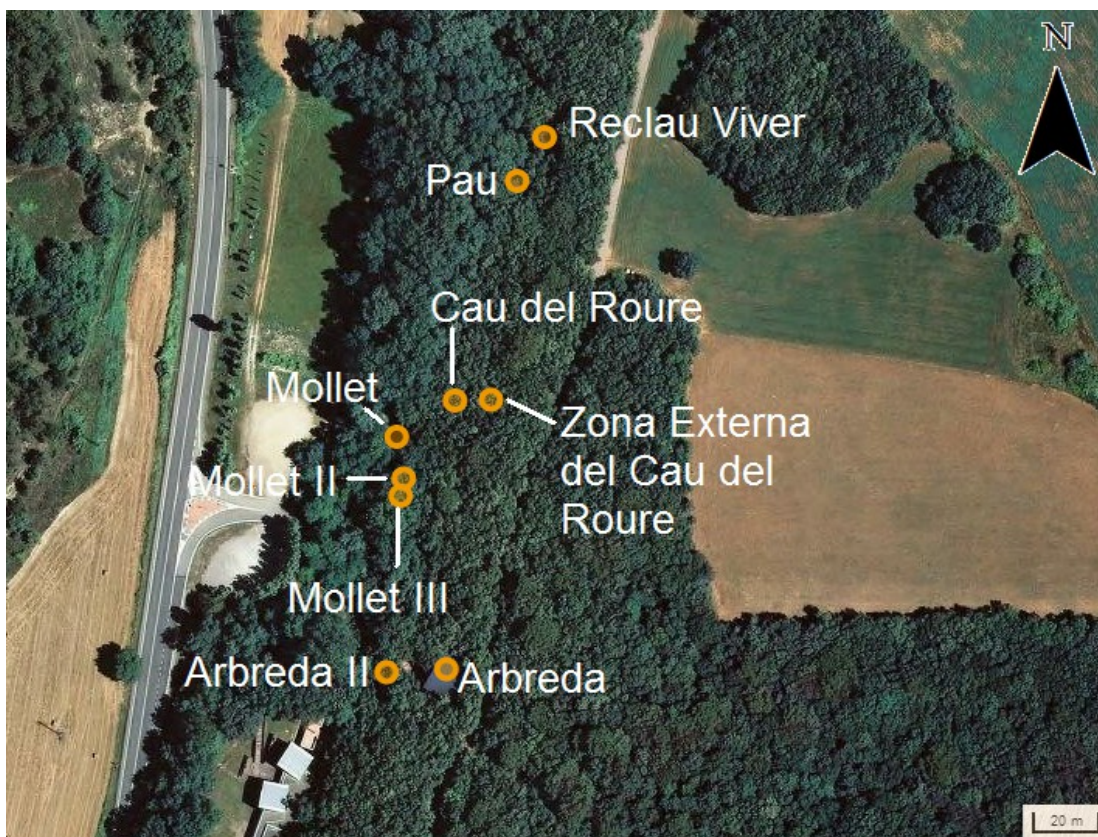 N
Reclau Viver
Pau
Cau del Roure
Mollet
Zona Externa
del Cau del
Roure
Mollet II
Mollet III
Arbreda II
Arbreda
20 m